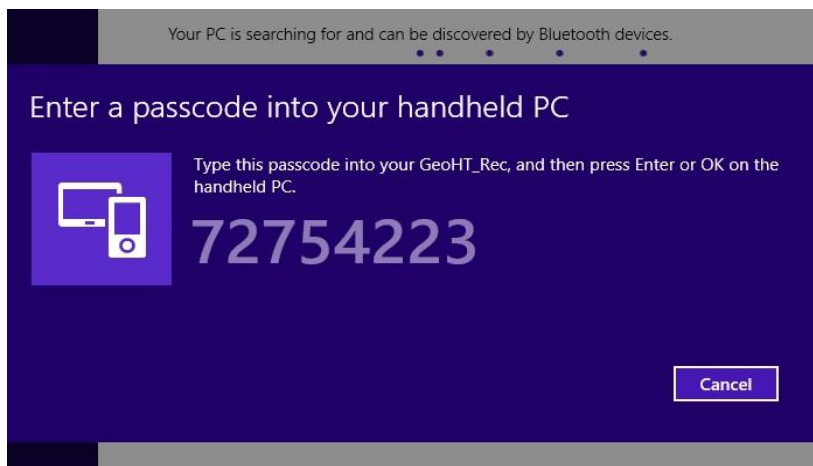 Your PC is searching for and can be discovered by Bluetooth devices.
Enter a passcode into your handheld PC
Type this passcode into your GeoHT_Rec, and then press Enter or OK on the
handheld PC.
72754223
Cancel